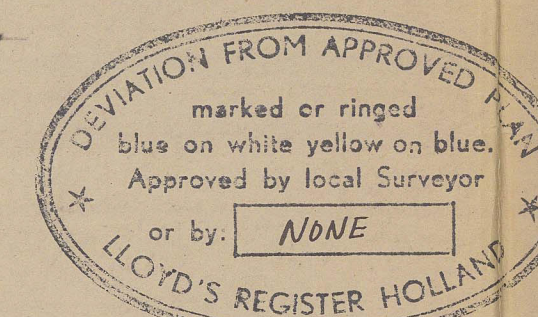 DEVIATION FROM APPROVED PLAN
marked or ringed
blue on white yellow on blue.
Approved by local Surveyor
or by: NONE
LLOYD'S REGISTER HOLLAND